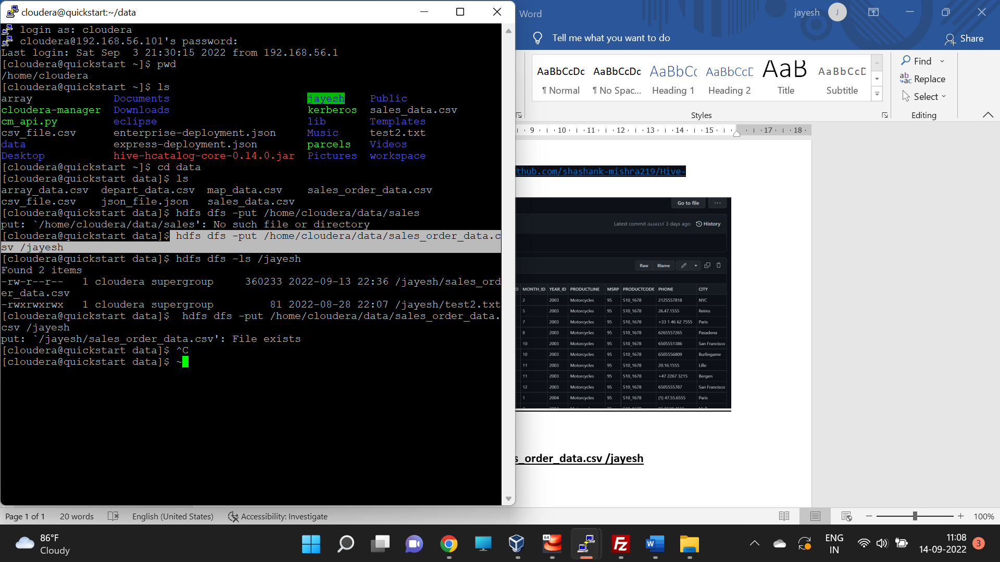 cloudera@quickstart:~/data
login as: cloudera
cloudera@192.168.56.101's password:
Last login: Sat Sep  3 21:30:15 2022 from 192.168.56.1
[cloudera@quickstart ~]$ pwd
/home/cloudera
[cloudera@quickstart ~]$ ls
array Documents jayesh Public
cloudera-manager Downloads kerberos sales_data.csv
cm_api.py eclipse lib Templates
csv_file.csv enterprise-deployment.json Music test2.txt
data express-deployment.json parcels Videos
Desktop hive-hcatalog-core-0.14.0.jar Pictures workspace
[cloudera@quickstart ~]$ cd data
[cloudera@quickstart data]$ ls
array_data.csv depart_data.csv map_data.csv sales_order_data.csv
csv_file.csv json_file.json sales_data.csv
[cloudera@quickstart data]$ hdfs dfs -put /home/cloudera/data/sales
put: `/home/cloudera/data/sales': No such file or directory
[cloudera@quickstart data]$ hdfs dfs -put /home/cloudera/data/sales_order_data.c
sv /jayesh
[cloudera@quickstart data]$ hdfs dfs -ls /jayesh
Found 2 items
-rw-r--r--   1 cloudera supergroup     360233 2022-09-13 22:36 /jayesh/sales_ord
er_data.csv
-rwxrwxrwx   1 cloudera supergroup         81 2022-08-28 22:07 /jayesh/test2.txt
[cloudera@quickstart data]$  hdfs dfs -put /home/cloudera/data/sales_order_data.
csv /jayesh
put: `/jayesh/sales_order_data.csv': File exists
[cloudera@quickstart data]$ ^C
[cloudera@quickstart data]$ ~
Word
jayesh J
Tell me what you want to do
Share
AaBbCcDc AaBbCcDc AaBbC AaBbCcD AaB AaBbCcD
¶ Normal ¶ No Spac... Heading 1 Heading 2 Title Subtitle
Find
Replace
Select
Styles Editing
9 10 11 12 13 14 15 17 18
thub.com/shashank-mishra219/Hive-
Go to file ...
Latest commit da2421f 3 days ago History
Raw Blame
D MONTH_ID YEAR_ID PRODUCTLINE MSRP PRODUCTCODE PHONE CITY
2 2003 Motorcycles 95 S10_1678 2125557818 NYC
5 2003 Motorcycles 95 S10_1678 26.47.1555 Reims
7 2003 Motorcycles 95 S10_1678 +33 1 46 62 7555 Paris
8 2003 Motorcycles 95 S10_1678 6265557265 Pasadena
10 2003 Motorcycles 95 S10_1678 6505551386 San Francisco
10 2003 Motorcycles 95 S10_1678 6505556809 Burlingame
11 2003 Motorcycles 95 S10_1678 20.16.1555 Lille
11 2003 Motorcycles 95 S10_1678 +47 2267 3215 Bergen
12 2003 Motorcycles 95 S10_1678 6505555787 San Francisco
1 2004 Motorcycles 95 S10_1678 (1) 47.55.6555 Paris
s_order_data.csv /jayesh
Page 1 of 1 20 words English (United States) Accessibility: Investigate 100%
86°F
Cloudy
64
Fz
W
ENG
IN
11:08
14-09-2022
3